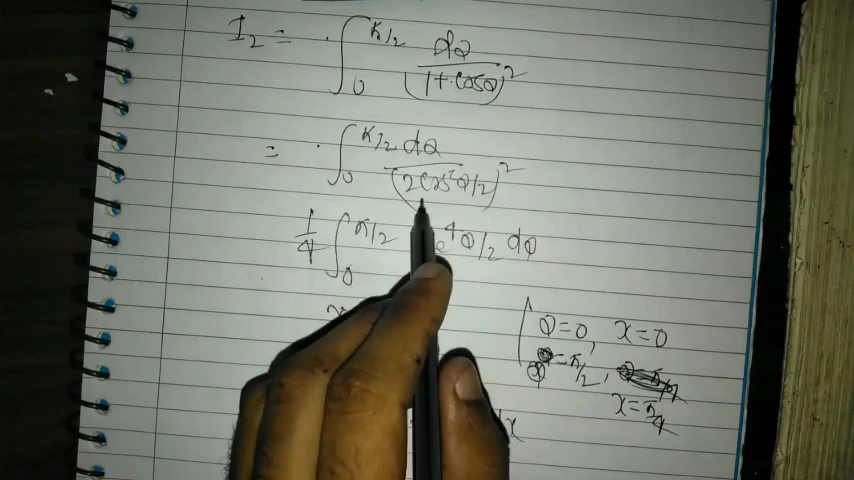 I₂ = ∫₀^{π/2} dθ/(1+cosθ)²
= ∫₀^{π/2} dθ/(2cos²θ/2)²
1/4 ∫₀^{π/2} ⁴θ/2 dθ
θ=0, x=0
θ=π/2,
x=π/4